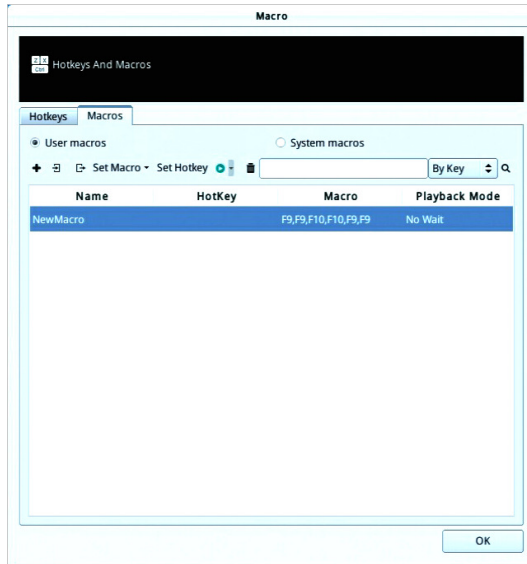 Macro
Z X
Ctrl
Hotkeys And Macros
Hotkeys Macros
User macros System macros
Set Macro Set Hotkey By Key
Name HotKey Macro Playback Mode
NewMacro F9,F9,F10,F10,F9,F9 No Wait
OK